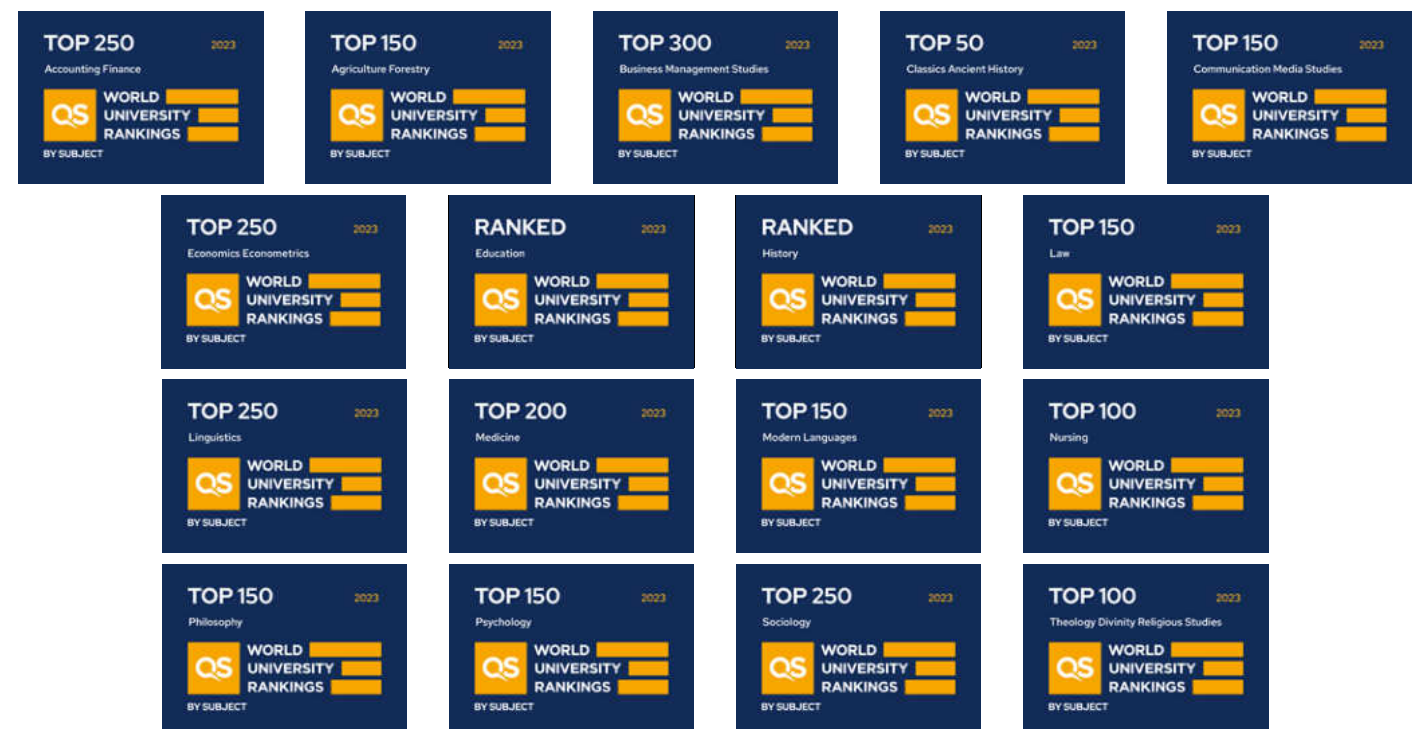 TOP 250 2023
Accounting Finance
QS WORLD
UNIVERSITY
RANKINGS
BY SUBJECT
TOP 150 2023
Agriculture Forestry
QS WORLD
UNIVERSITY
RANKINGS
BY SUBJECT
TOP 300 2023
Business Management Studies
QS WORLD
UNIVERSITY
RANKINGS
BY SUBJECT
TOP 50 2023
Classics Ancient History
QS WORLD
UNIVERSITY
RANKINGS
BY SUBJECT
TOP 150 2023
Communication Media Studies
QS WORLD
UNIVERSITY
RANKINGS
BY SUBJECT
TOP 250 2023
Economics Econometrics
QS WORLD
UNIVERSITY
RANKINGS
BY SUBJECT
RANKED 2023
Education
QS WORLD
UNIVERSITY
RANKINGS
BY SUBJECT
RANKED 2023
History
QS WORLD
UNIVERSITY
RANKINGS
BY SUBJECT
TOP 150 2023
Law
QS WORLD
UNIVERSITY
RANKINGS
BY SUBJECT
TOP 250 2023
Linguistics
QS WORLD
UNIVERSITY
RANKINGS
BY SUBJECT
TOP 200 2023
Medicine
QS WORLD
UNIVERSITY
RANKINGS
BY SUBJECT
TOP 150 2023
Modern Languages
QS WORLD
UNIVERSITY
RANKINGS
BY SUBJECT
TOP 100 2023
Nursing
QS WORLD
UNIVERSITY
RANKINGS
BY SUBJECT
TOP 150 2023
Philosophy
QS WORLD
UNIVERSITY
RANKINGS
BY SUBJECT
TOP 150 2023
Psychology
QS WORLD
UNIVERSITY
RANKINGS
BY SUBJECT
TOP 250 2023
Sociology
QS WORLD
UNIVERSITY
RANKINGS
BY SUBJECT
TOP 100 2023
Theology Divinity Religious Studies
QS WORLD
UNIVERSITY
RANKINGS
BY SUBJECT